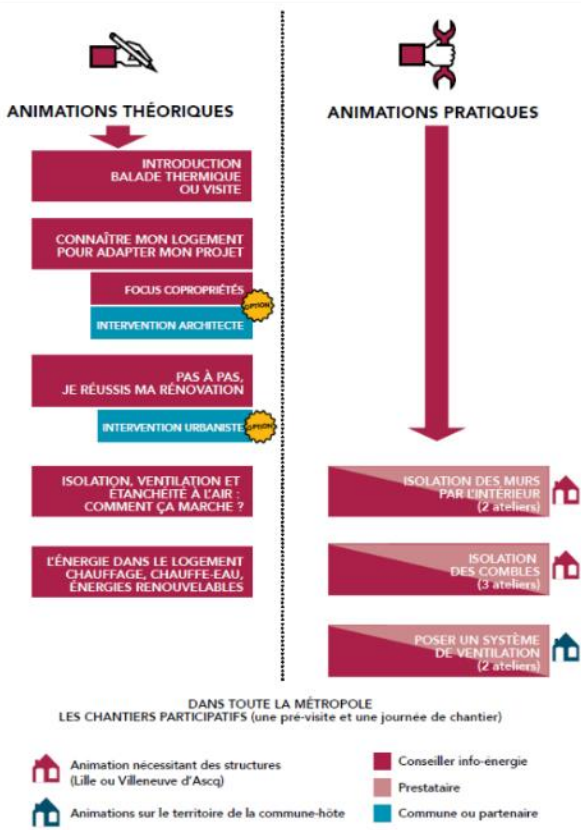 ANIMATIONS THÉORIQUES
INTRODUCTION
BALADE THERMIQUE
OU VISITE
CONNAÎTRE MON LOGEMENT
POUR ADAPTER MON PROJET
FOCUS COPROPRIÉTÉS
OPTION
INTERVENTION ARCHITECTE
PAS À PAS,
JE RÉUSSIS MA RÉNOVATION
INTERVENTION URBANISTE
OPTION
ISOLATION, VENTILATION ET
ÉTANCHÉITÉ À L'AIR :
COMMENT ÇA MARCHE ?
L'ÉNERGIE DANS LE LOGEMENT
CHAUFFAGE, CHAUFFE-EAU,
ÉNERGIES RENOUVELABLES
ANIMATIONS PRATIQUES
ISOLATION DES MURS
PAR L'INTÉRIEUR
(2 ateliers)
ISOLATION
DES COMBLES
(3 ateliers)
POSER UN SYSTÈME
DE VENTILATION
(2 ateliers)
DANS TOUTE LA MÉTROPOLE
LES CHANTIERS PARTICIPATIFS (une pré-visite et une journée de chantier)
Animation nécessitant des structures
(Lille ou Villeneuve d'Ascq)
Animations sur le territoire de la commune-hôte
Conseiller info-énergie
Prestataire
Commune ou partenaire